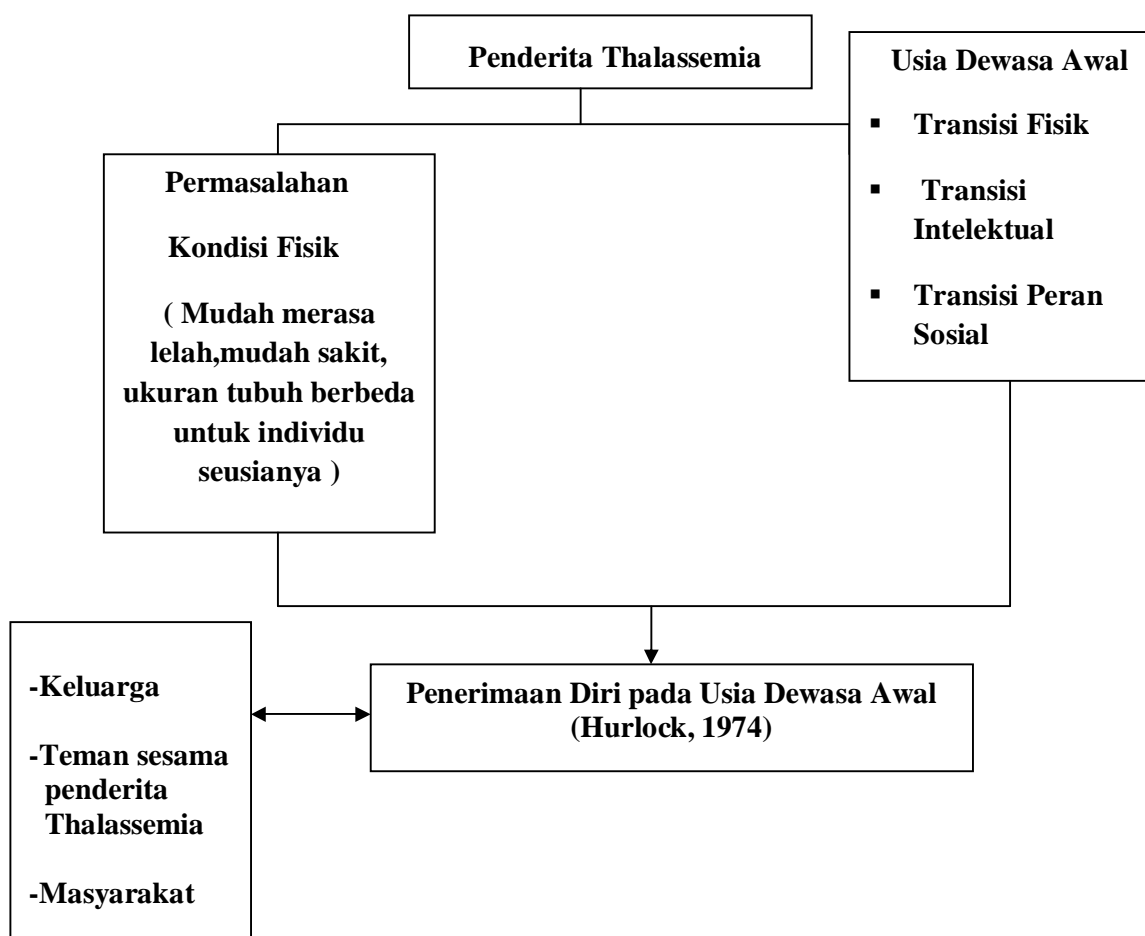 Penderita Thalassemia
Usia Dewasa Awal
▪ Transisi Fisik
▪ Transisi
Intelektual
▪ Transisi Peran
Sosial
Permasalahan
Kondisi Fisik
( Mudah merasa
lelah,mudah sakit,
ukuran tubuh berbeda
untuk individu
seusianya )
-Keluarga
-Teman sesama
penderita
Thalassemia
-Masyarakat
Penerimaan Diri pada Usia Dewasa Awal
(Hurlock, 1974)